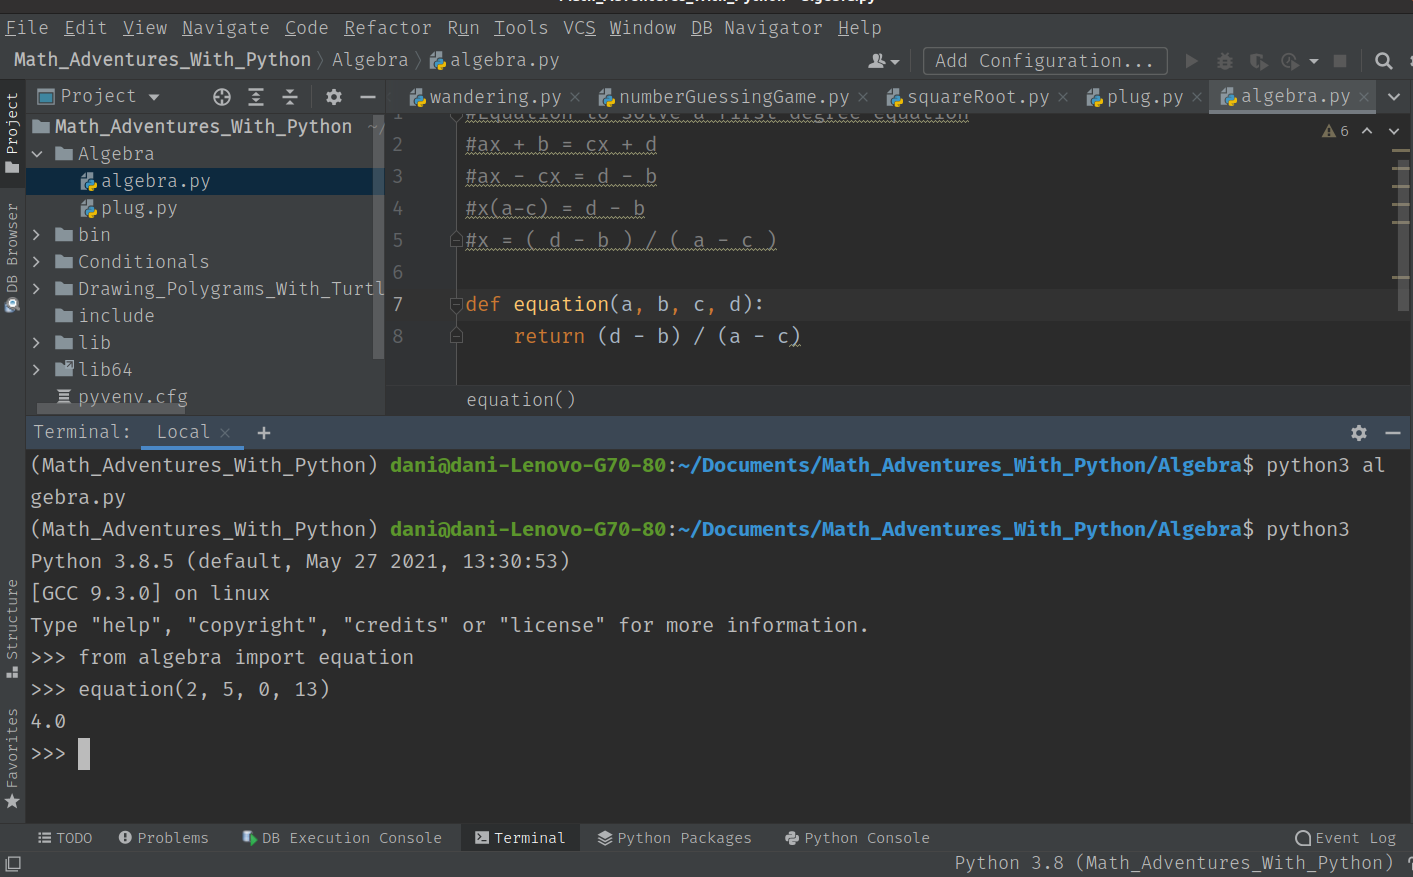 Math_Adventures_With_Python - algebra.py
File Edit View Navigate Code Refactor Run Tools VCS Window DB Navigator Help
Math_Adventures_With_Python Algebra algebra.py
Add Configuration...
Project
wandering.py numberGuessingGame.py squareRoot.py plug.py algebra.py
Project
DB Browser
Structure
Favorites
Math_Adventures_With_Python ~/
Algebra
algebra.py
plug.py
bin
Conditionals
Drawing_Polygrams_With_Turtl
include
lib
lib64
pyvenv.cfg
6
1 #Equation to solve a first degree equation
2 #ax + b = cx + d
3 #ax - cx = d - b
4 #x(a-c) = d - b
5 #x = ( d - b ) / ( a - c )
6
7 def equation(a, b, c, d):
8 return (d - b) / (a - c)
equation()
Terminal: Local
(Math_Adventures_With_Python) dani@dani-Lenovo-G70-80:~/Documents/Math_Adventures_With_Python/Algebra$ python3 al
gebra.py
(Math_Adventures_With_Python) dani@dani-Lenovo-G70-80:~/Documents/Math_Adventures_With_Python/Algebra$ python3
Python 3.8.5 (default, May 27 2021, 13:30:53)
[GCC 9.3.0] on linux
Type "help", "copyright", "credits" or "license" for more information.
>>> from algebra import equation
>>> equation(2, 5, 0, 13)
4.0
>>>
TODO Problems DB Execution Console Terminal Python Packages Python Console Event Log
Python 3.8 (Math_Adventures_With_Python)